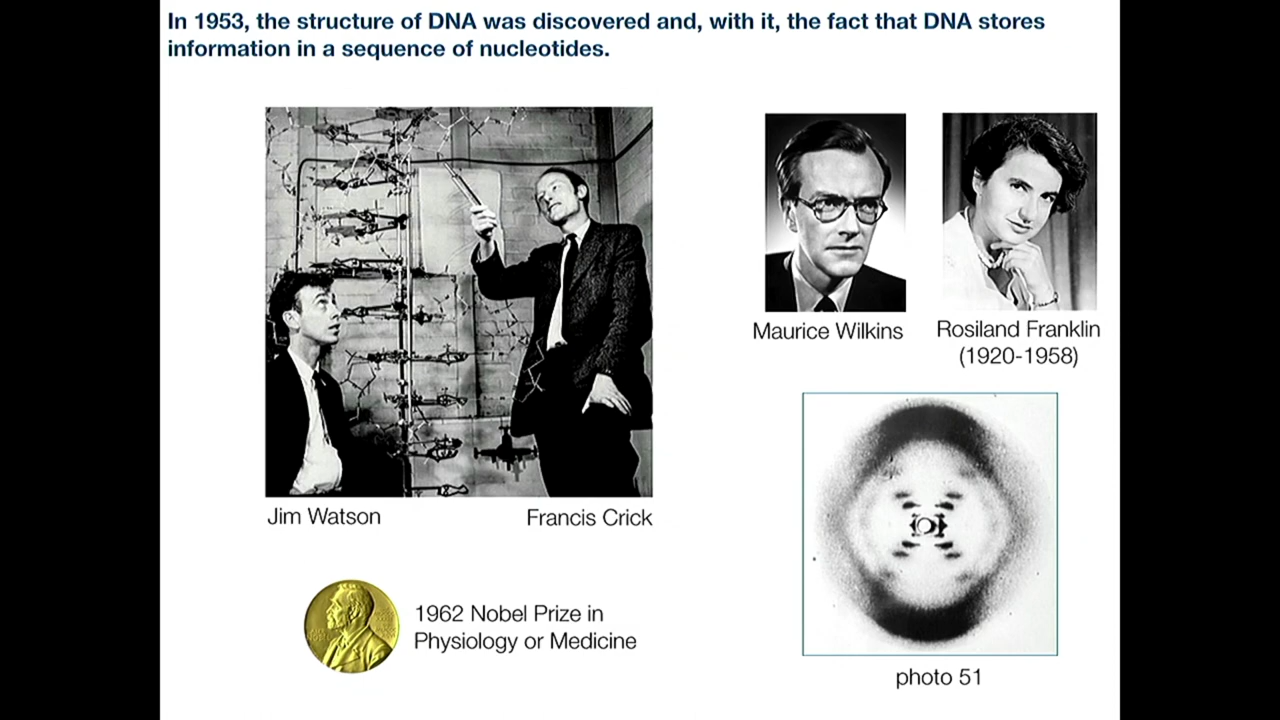 In 1953, the structure of DNA was discovered and, with it, the fact that DNA stores
information in a sequence of nucleotides.
Jim Watson
Francis Crick
1962 Nobel Prize in
Physiology or Medicine
Maurice Wilkins
Rosiland Franklin
(1920-1958)
photo 51